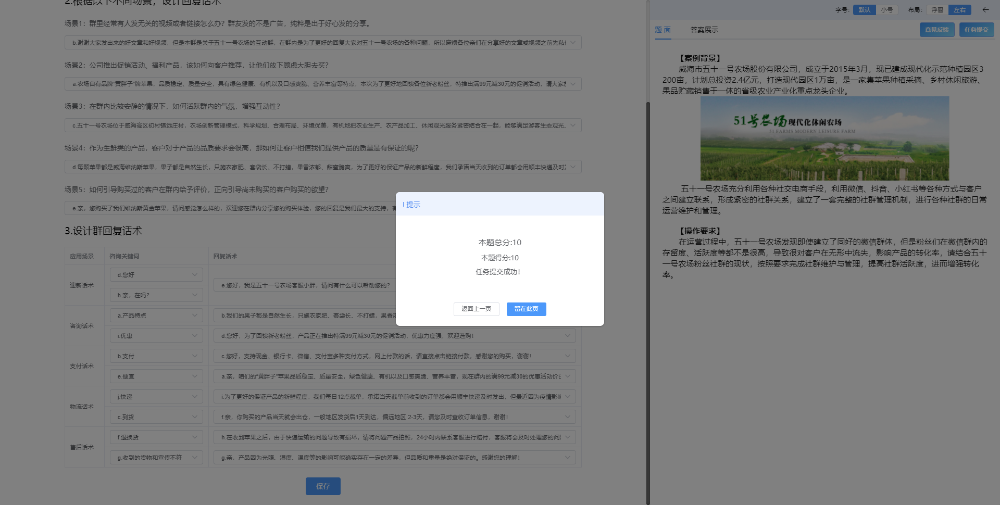 2.根据以下不同场景，设计回复话术
场景1：群里经常有人发无关的视频或者链接怎么办？群友发的不是广告，纯粹是出于好心发的分享。
b.谢谢大家发出来的好文章和好视频，但是本群是关于五十一号农场的互动群，在群内是为了更好的回复大家对五十一号农场的各种问题，所以麻烦各位亲们在分享好的文章或视频之前先私
场景2：公司推出促销活动、福利产品，该如何向客户推荐，让他们放下顾虑大胆去买？
a.农场自有品牌“黄胖子”牌苹果，品质稳定、质量安全，具有绿色健康、有机以及口感爽脆、营养丰富等特点，本次为了更好地回馈各位新老粉丝，特推出满99元减30元的促销活动，请大家
场景3：在群内比较安静的情况下，如何活跃群内的气氛，增强互动性？
c.五十一号农场位于威海高区初村镇远庄村，农场创新管理模式，科学规划、合理布局、环境优美，有机地把农业生产、农产品加工、休闲观光服务紧密结合在一起，能够满足游客生态观光、
场景4：作为生鲜类的产品，客户对于产品的品质要求会很高，那如何让客户相信我们提供产品的质量是有保证的呢？
d.每颗苹果都是威海维纳斯苹果，果子都是自然生长，只施农家肥、套袋长、不打蜡，果香浓郁、甜蜜脆爽，为了更好的保证产品的新鲜程度，我们承诺当天收到的订单都会用顺丰快递及时
场景5：如何引导购买过的客户在群内给予评价，正向引导尚未购买的客户购买的欲望？
e.亲，您购买了我们维纳斯黄金苹果，请问感觉怎么样的，欢迎您在群内分享您的购买体验，您的回复是我们最大的支持，
3.设计群回复话术
应用场景 咨询关键词 回复话术
迎新话术
d.您好
h.亲，在吗？
e.您好，我是五十一号农场客服小胖，请问有什么可以帮助您的？
咨询话术
a.产品特点
b.我们的果子都是自然生长，只施农家肥、套袋长、不打蜡，果香
i.优惠
d.您好，为了回馈新老粉丝，产品正在推出特满99元减30元的促销活动，优惠力度强，欢迎选购！
支付话术
b.支付
c.您好，支持现金、银行卡、微信、支付宝多种支付方式，网上付款的话，请直接点击链接付款，感谢您的购买，谢谢！
e.便宜
a.亲，咱们的“黄胖子”苹果品质稳定、质量安全，绿色健康、有机以及口感爽脆、营养丰富，现在群内的满99元减30的优惠活动价
物流话术
j.快递
i.为了更好的保证产品的新鲜程度，我们每日12点截单，承诺当天截单前收到的订单都会用顺丰快递及时发出，但最近因为疫情影
c.到货
f.亲，你购买的产品当天就会出仓，一般地区发货后1天到达，偏远地区 2-3天，请您及时查收订单信息，谢谢！
售后话术
f.退换货
h.在收到苹果之后，由于快递运输的问题导致有损坏，请将问题产品拍照，24小时内联系客服进行赔付，客服将会及时处理您的问
g.收到的货物和宣传不符
g.亲，产品因为光照、湿度、温度等的影响可能确实存在一定的差异，但品质和重量是绝对保证的。感谢您的理解！
保存
提示
本题总分:10
本题得分:10
任务提交成功！
返回上一页 留在此页
字号： 默认 小号 布局： 浮窗 左右
题 面 答案展示 意见反馈 任务提交
【案例背景】
威海市五十一号农场股份有限公司，成立于2015年3月，现已建成现代化示范种植园区3
200亩，计划总投资2.4亿元，打造现代园区1万亩，是一家集苹果种植采摘、乡村休闲旅游、
果品贮藏销售于一体的省级农业产业化重点龙头企业。
51号农场 现代化休闲农场
51 FARMS MODERN LEISURE FARM
五十一号农场充分利用各种社交电商手段，利用微信、抖音、小红书等各种方式与客户
之间建立联系，形成紧密的社群关系，建立了一套完整的社群管理机制，进行各种社群的日常
运营维护和管理。
【操作要求】
在运营过程中，五十一号农场发现即使建立了同好的微信群体，但是粉丝们在微信群内的
存留度、活跃度等都不是很高，导致很对客户在无形中流失，影响产品的转化率，请结合五十
一号农场粉丝社群的现状，按照要求完成社群维护与管理，提高社群活跃度，进而增强转化
率。